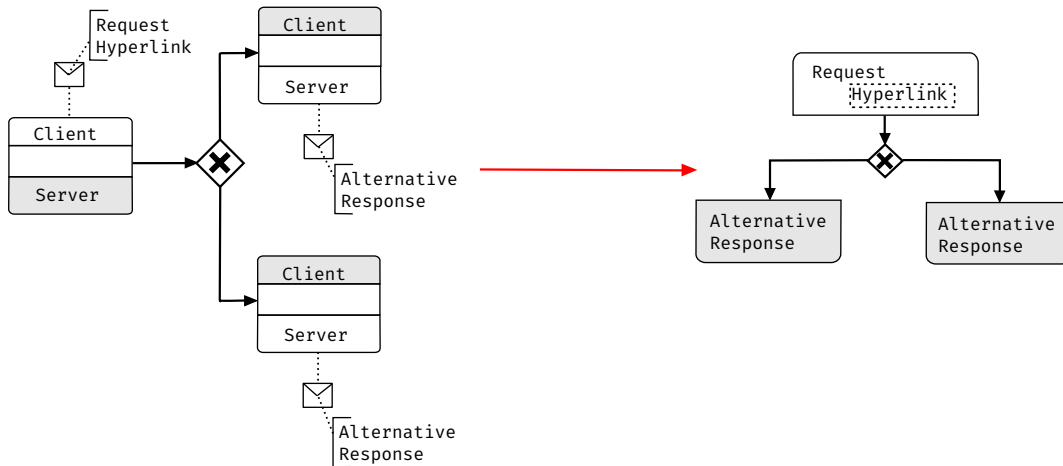 Request
Hyperlink
Client
Server
Client
Server
Alternative
Response
Client
Server
Alternative
Response
Request
Hyperlink
Alternative
Response
Alternative
Response